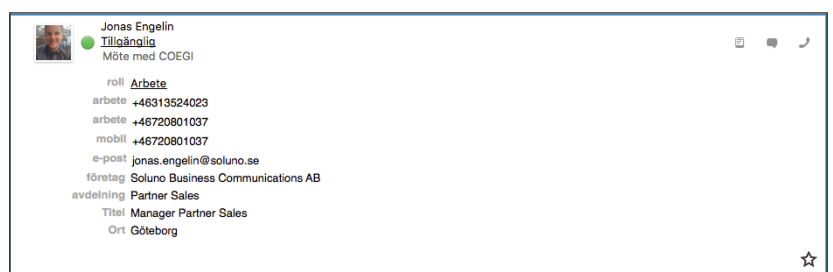 Jonas Engelin
Tillgänglig
Möte med COEGI
roll Arbete
arbete +46313524023
arbete +46720801037
mobil +46720801037
e-post jonas.engelin@soluno.se
företag Soluno Business Communications AB
avdelning Partner Sales
Titel Manager Partner Sales
Ort Göteborg